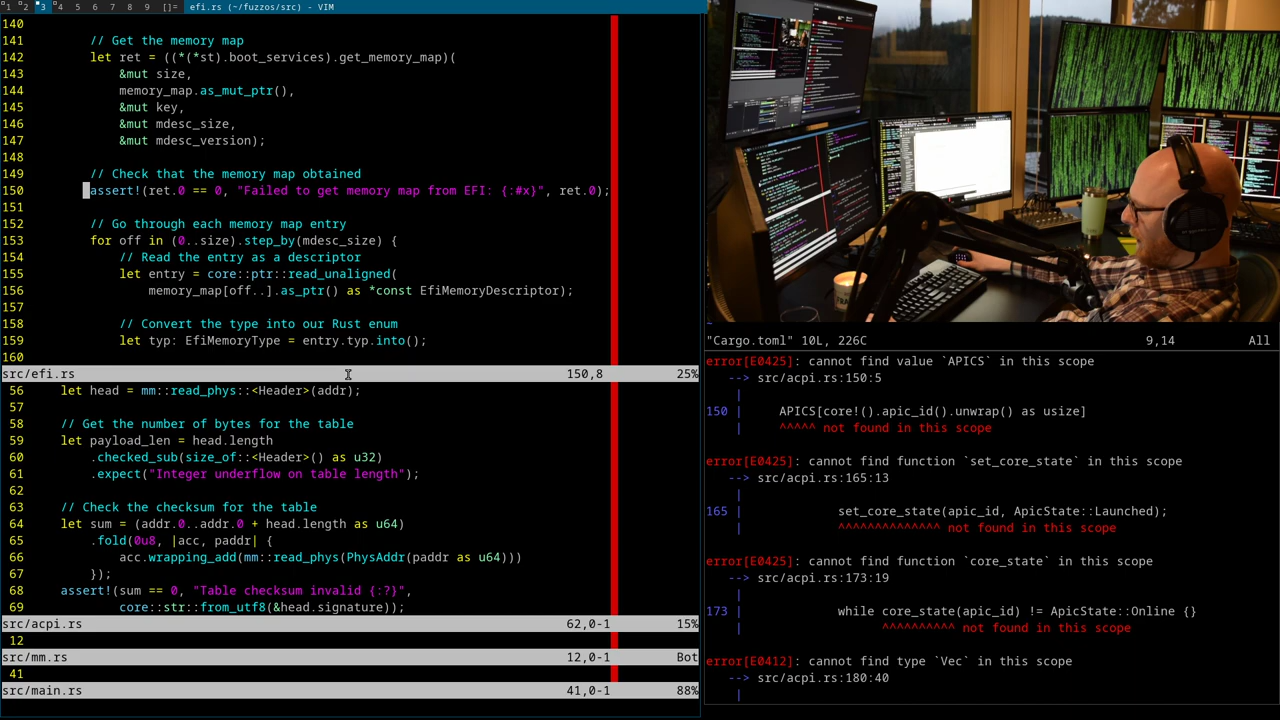 1 2 3 4 5 6 7 8 9 []= efi.rs (~/fuzzos/src) - VIM
140
141 // Get the memory map
142 let ret = ((*(*st).boot_services).get_memory_map)(
143 &mut size,
144 memory_map.as_mut_ptr(),
145 &mut key,
146 &mut mdesc_size,
147 &mut mdesc_version);
148
149 // Check that the memory map obtained
150 assert!(ret.0 == 0, "Failed to get memory map from EFI: {:#x}", ret.0);
151
152 // Go through each memory map entry
153 for off in (0..size).step_by(mdesc_size) {
154 // Read the entry as a descriptor
155 let entry = core::ptr::read_unaligned(
156 memory_map[off..].as_ptr() as *const EfiMemoryDescriptor);
157
158 // Convert the type into our Rust enum
159 let typ: EfiMemoryType = entry.typ.into();
160
src/efi.rs 150,8 25%
56 let head = mm::read_phys::<Header>(addr);
57
58 // Get the number of bytes for the table
59 let payload_len = head.length
60 .checked_sub(size_of::<Header>() as u32)
61 .expect("Integer underflow on table length");
62
63 // Check the checksum for the table
64 let sum = (addr.0..addr.0 + head.length as u64)
65 .fold(0u8, |acc, paddr| {
66 acc.wrapping_add(mm::read_phys(PhysAddr(paddr as u64)))
67 });
68 assert!(sum == 0, "Table checksum invalid {:?}",
69 core::str::from_utf8(&head.signature));
src/acpi.rs 62,0-1 15%
12
src/mm.rs 12,0-1 Bot
41
src/main.rs 41,0-1 88%
~
"Cargo.toml" 10L, 226C 9,14 All
error[E0425]: cannot find value `APICS` in this scope
--> src/acpi.rs:150:5
|
150 | APICS[core!().apic_id().unwrap() as usize]
| ^^^^^ not found in this scope
error[E0425]: cannot find function `set_core_state` in this scope
--> src/acpi.rs:165:13
|
165 | set_core_state(apic_id, ApicState::Launched);
| ^^^^^^^^^^^^^^ not found in this scope
error[E0425]: cannot find function `core_state` in this scope
--> src/acpi.rs:173:19
|
173 | while core_state(apic_id) != ApicState::Online {}
| ^^^^^^^^^^ not found in this scope
error[E0412]: cannot find type `Vec` in this scope
--> src/acpi.rs:180:40
|